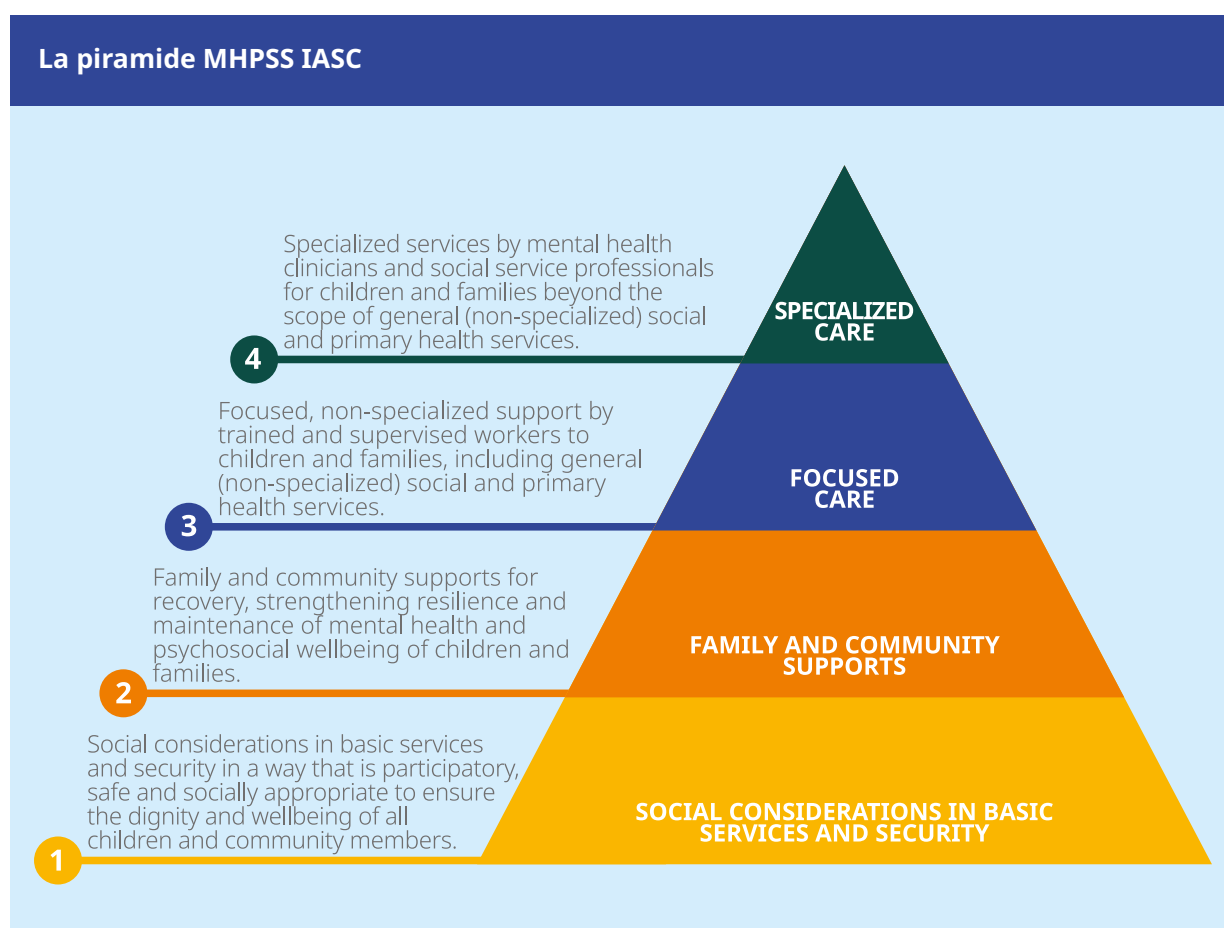 La piramide MHPSS IASC
Specialized services by mental health
clinicians and social service professionals
for children and families beyond the
scope of general (non-specialized) social
and primary health services.
4
SPECIALIZED
CARE
Focused, non-specialized support by
trained and supervised workers to
children and families, including general
(non-specialized) social and primary
health services.
3
FOCUSED
CARE
Family and community supports for
recovery, strengthening resilience and
maintenance of mental health and
psychosocial wellbeing of children and
families.
2
FAMILY AND COMMUNITY
SUPPORTS
Social considerations in basic services
and security in a way that is participatory,
safe and socially appropriate to ensure
the dignity and wellbeing of all
children and community members.
1
SOCIAL CONSIDERATIONS IN BASIC
SERVICES AND SECURITY